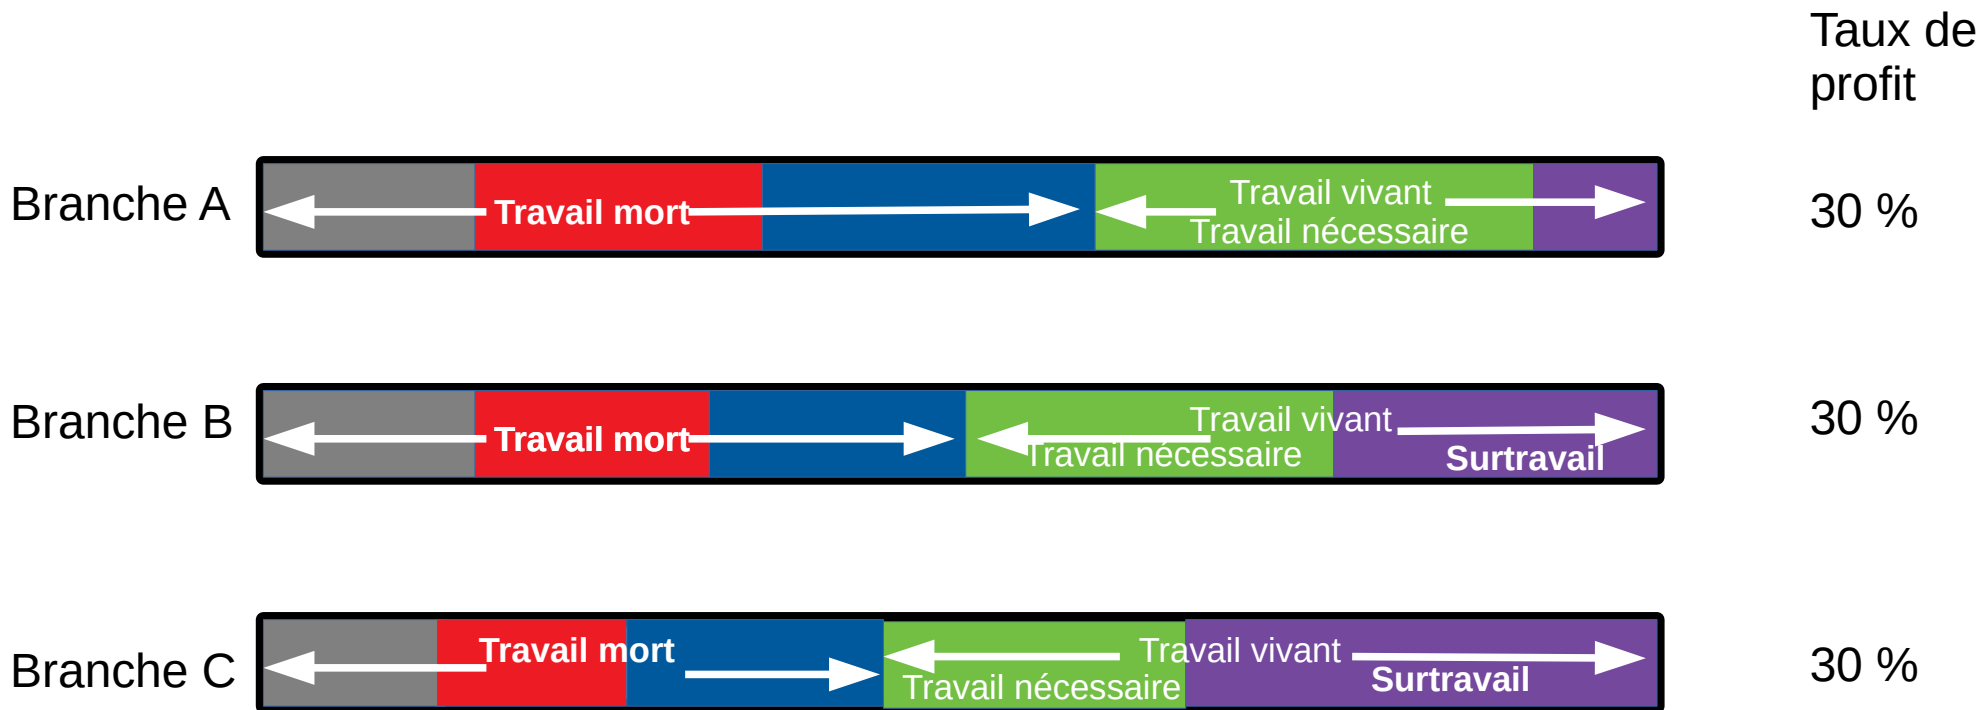 Taux de
profit
Branche A
Travail mort
Travail vivant
Travail nécessaire
30 %
Branche B
Travail mort
Travail vivant
Travail nécessaire
Surtravail
30 %
Branche C
Travail mort
Travail vivant
Travail nécessaire
Surtravail
30 %